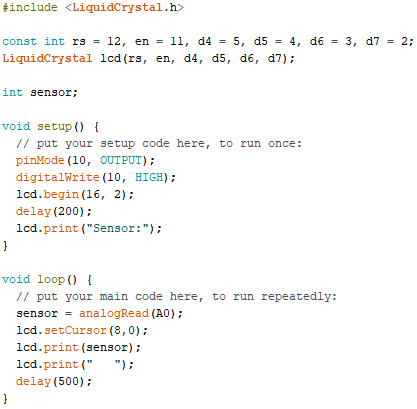 #include <LiquidCrystal.h>

const int rs = 12, en = 11, d4 = 5, d5 = 4, d6 = 3, d7 = 2;
LiquidCrystal lcd(rs, en, d4, d5, d6, d7);

int sensor;

void setup() {
  // put your setup code here, to run once:
  pinMode(10, OUTPUT);
  digitalWrite(10, HIGH);
  lcd.begin(16, 2);
  delay(200);
  lcd.print("Sensor:");
}

void loop() {
  // put your main code here, to run repeatedly:
  sensor = analogRead(A0);
  lcd.setCursor(8,0);
  lcd.print(sensor);
  lcd.print("   ");
  delay(500);
}